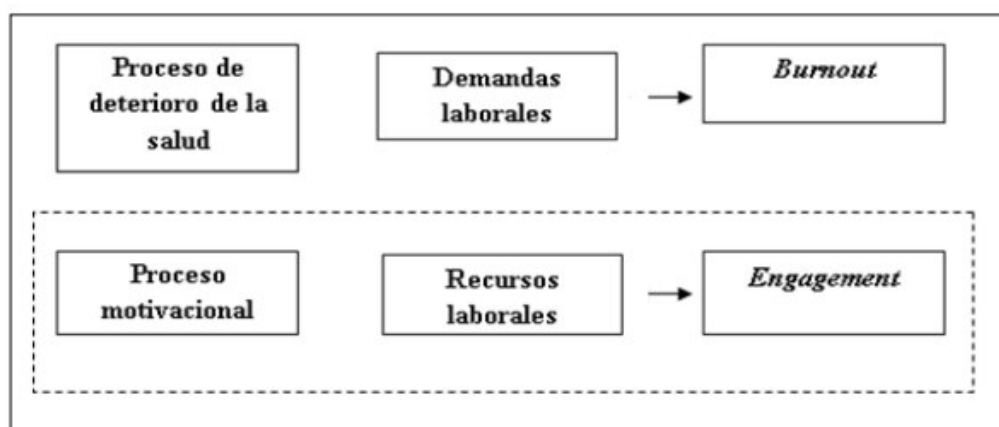 Proceso de
deterioro de la
salud
Demandas
laborales
Burnout
Proceso
motivacional
Recursos
laborales
Engagement